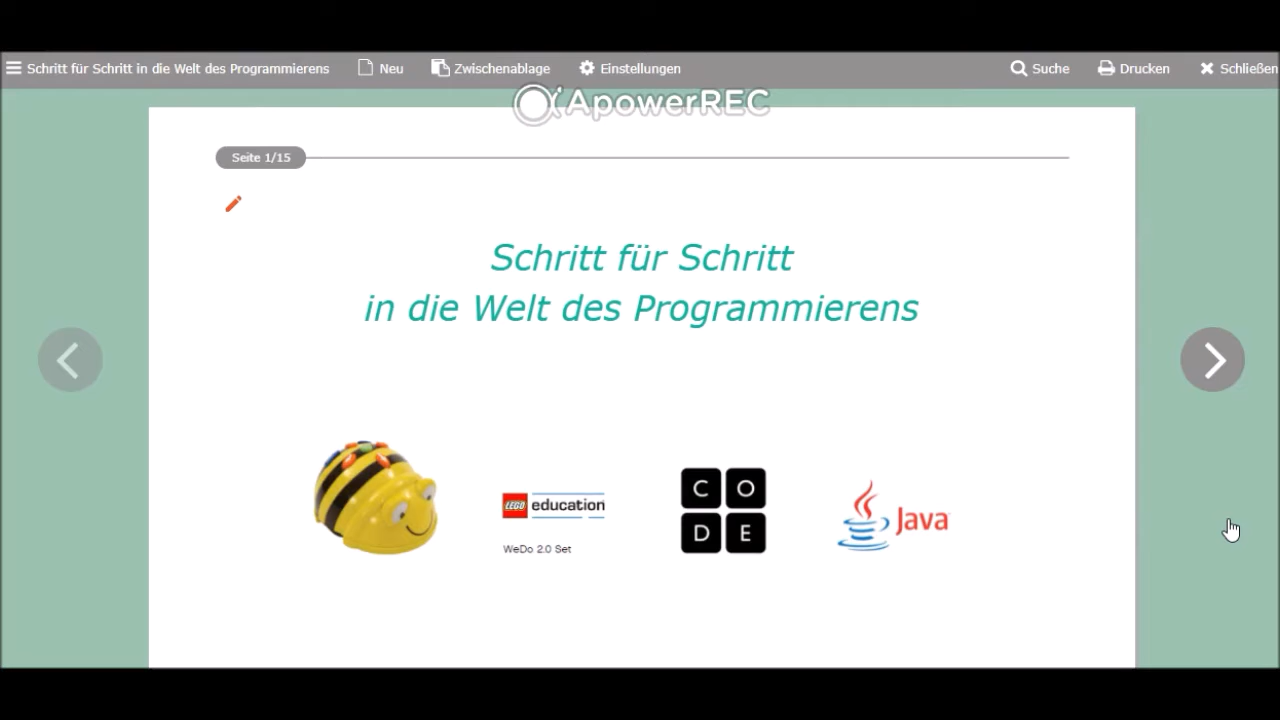 Schritt für Schritt in die Welt des Programmierens Neu Zwischenablage Einstellungen Suche Drucken Schließen
ApowerREC
Seite 1/15
Schritt für Schritt
in die Welt des Programmierens
LEGO education
WeDo 2.0 Set
C O
D E
Java